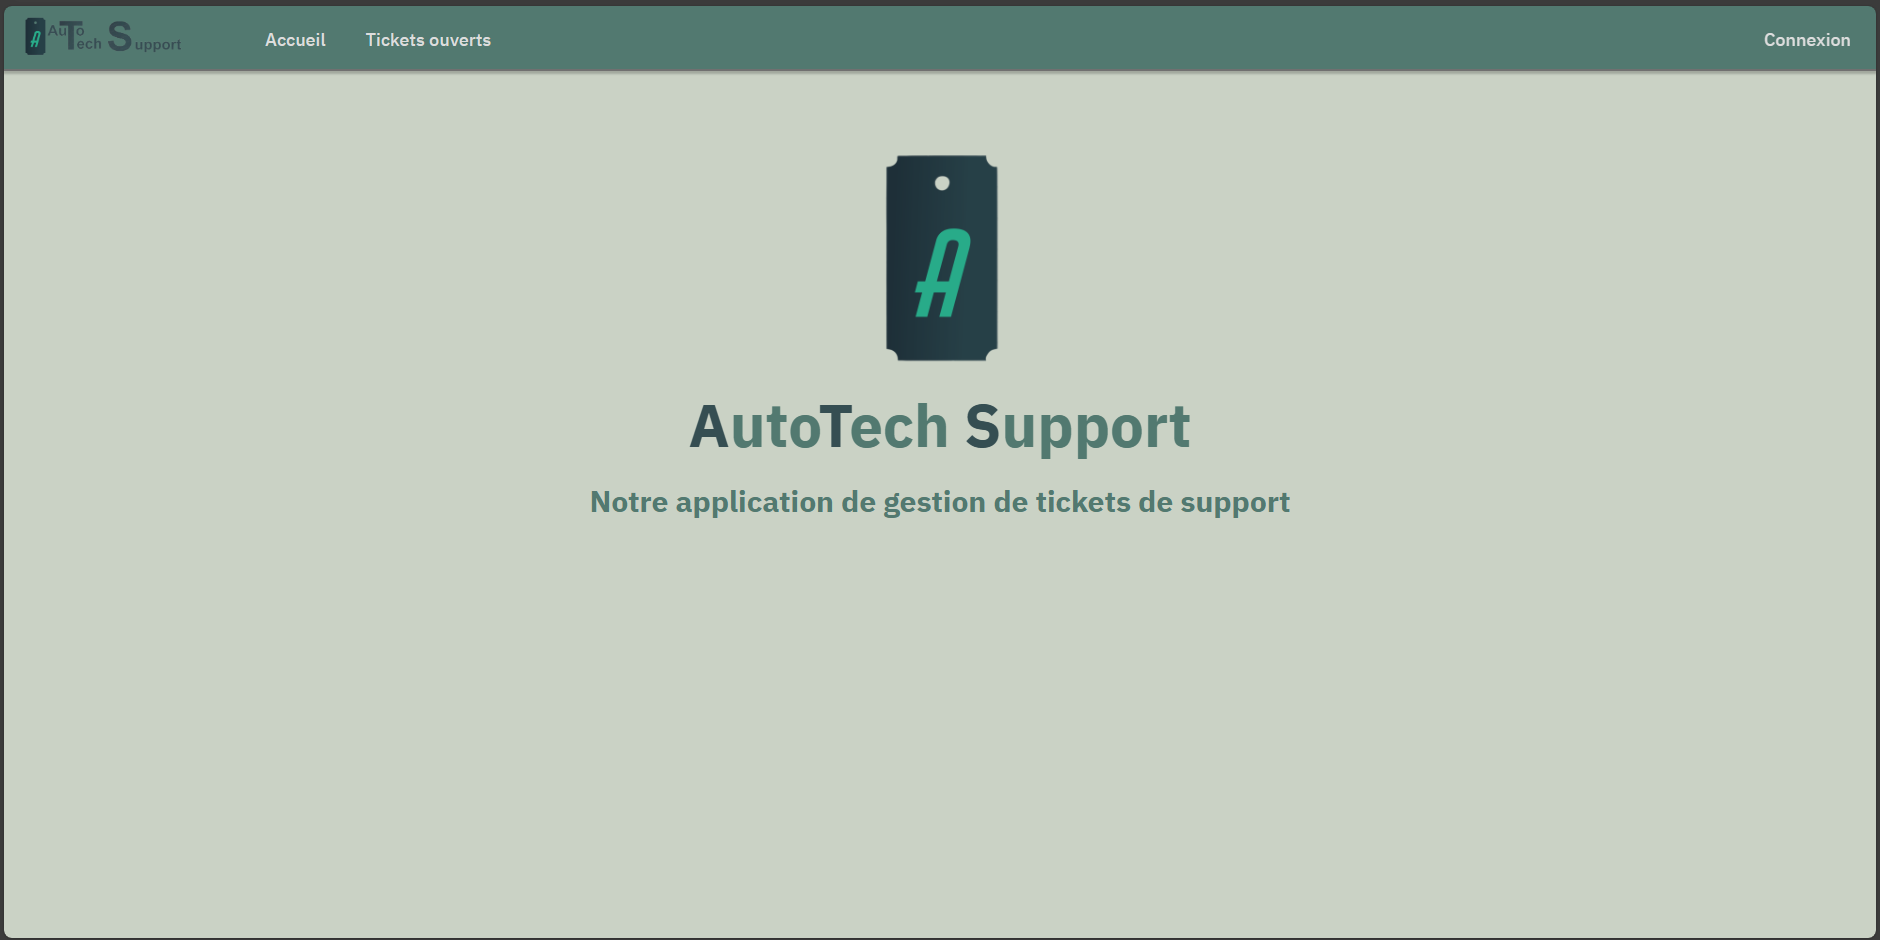 A AuTo Tech Support Accueil Tickets ouverts Connexion
A
AutoTech Support
Notre application de gestion de tickets de support